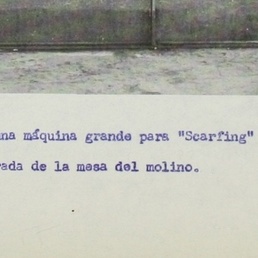 na máquina grande para "Scarfing"
ada de la mesa del molino.